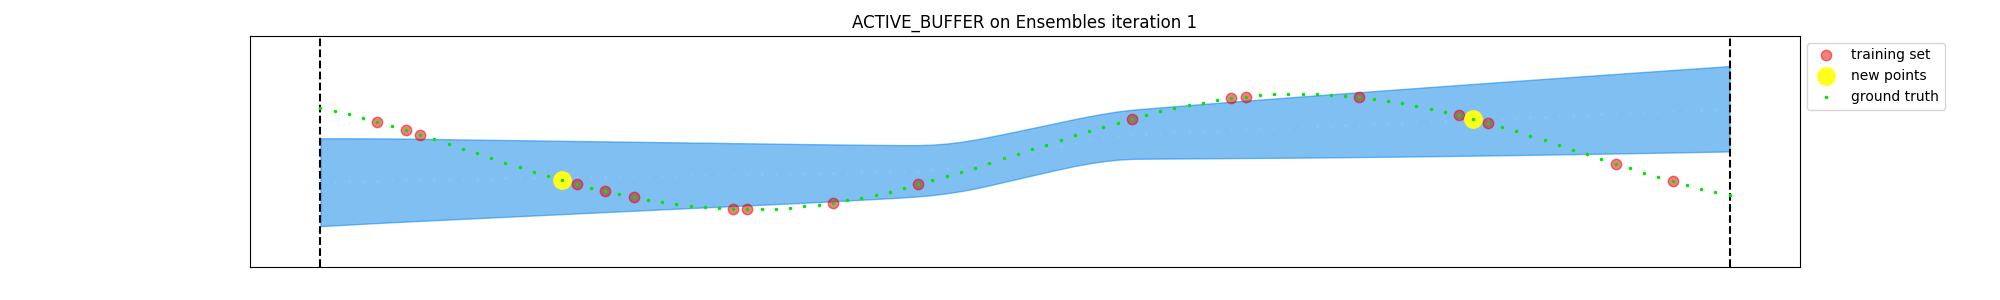 ACTIVE_BUFFER on Ensembles iteration 1
training set
new points
ground truth